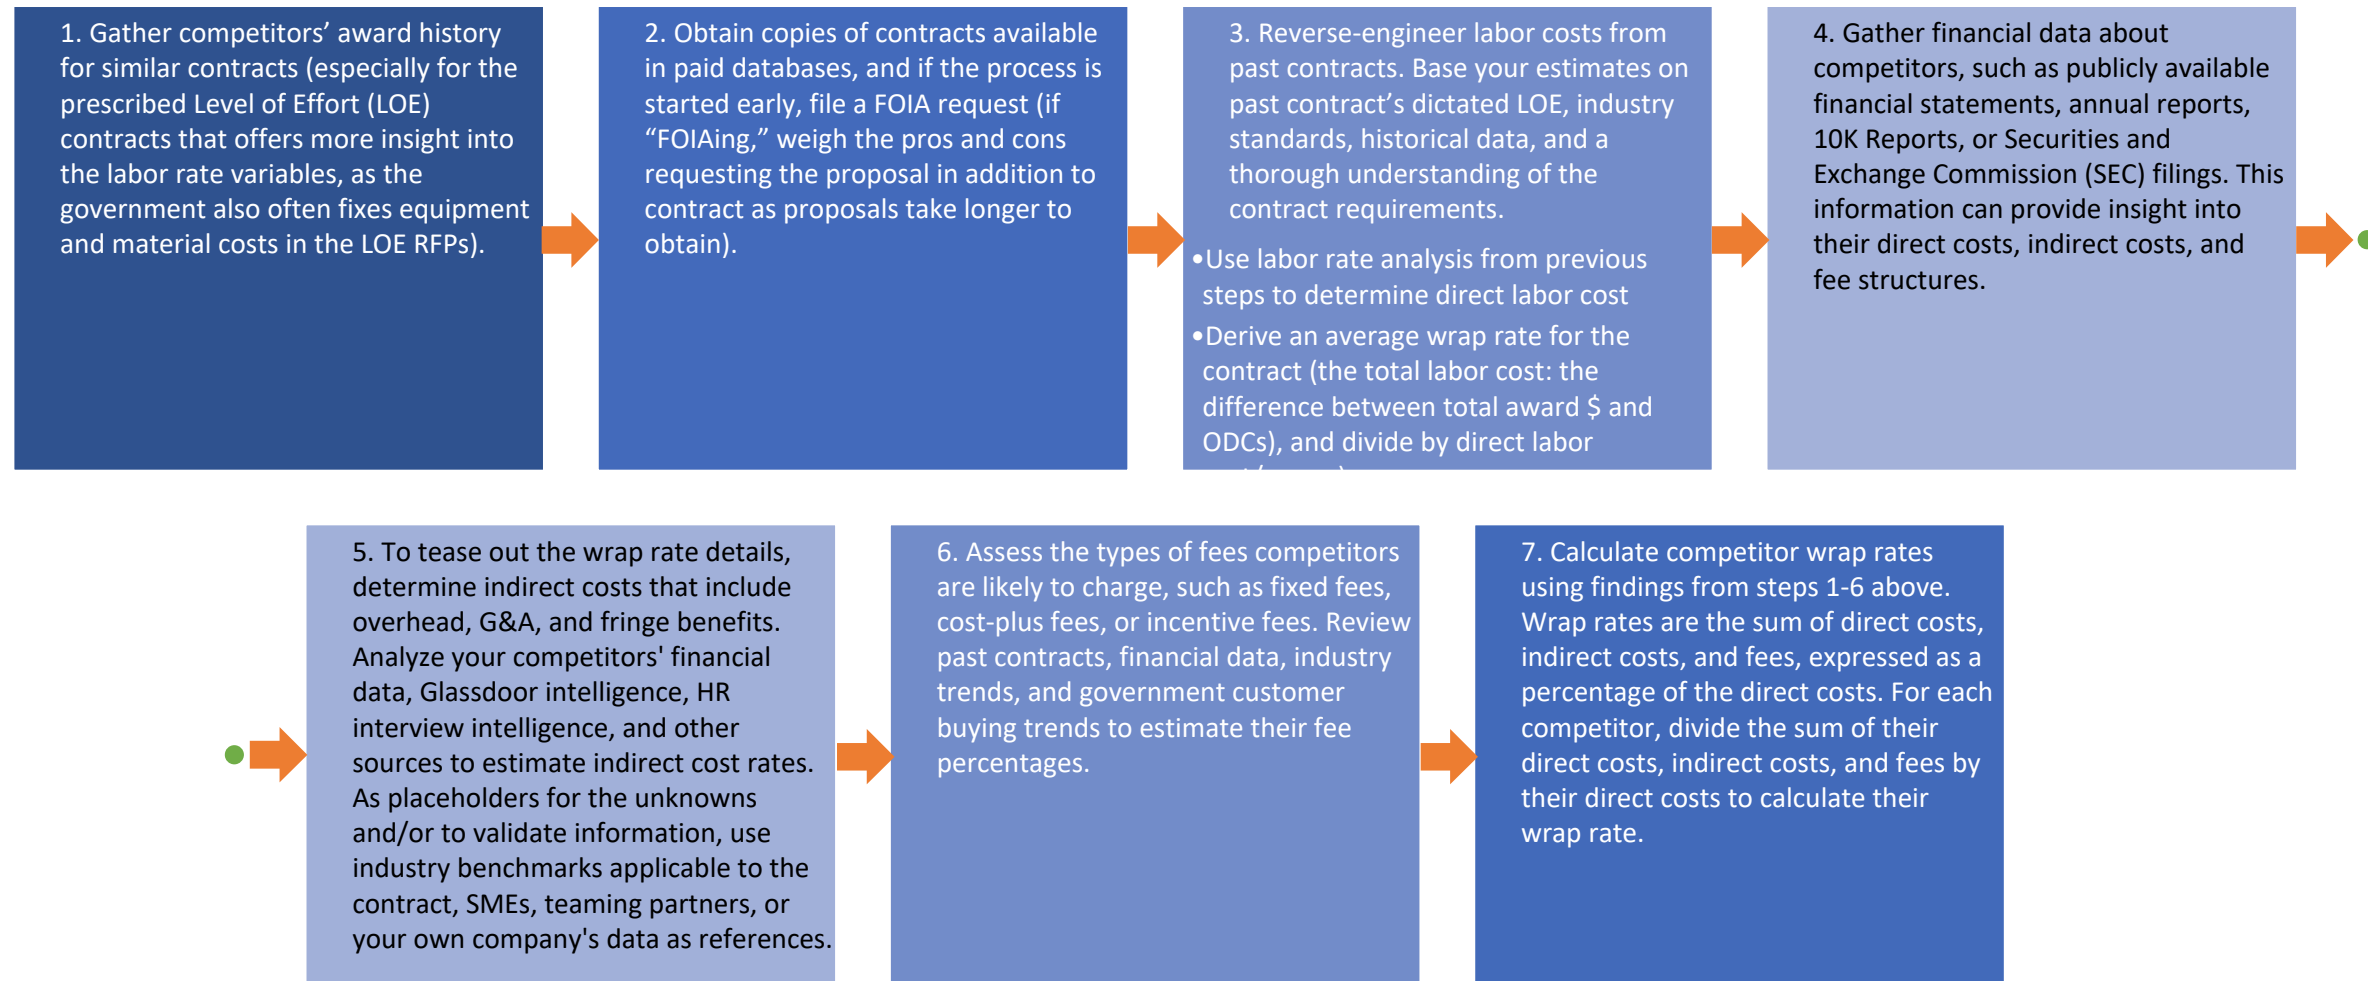 1. Gather competitors’ award history
for similar contracts (especially for the
prescribed Level of Effort (LOE)
contracts that offers more insight into
the labor rate variables, as the
government also often fixes equipment
and material costs in the LOE RFPs).
2. Obtain copies of contracts available
in paid databases, and if the process is
started early, file a FOIA request (if
“FOIAing,” weigh the pros and cons
requesting the proposal in addition to
contract as proposals take longer to
obtain).
3. Reverse-engineer labor costs from
past contracts. Base your estimates on
past contract’s dictated LOE, industry
standards, historical data, and a
thorough understanding of the
contract requirements.
•Use labor rate analysis from previous
steps to determine direct labor cost
•Derive an average wrap rate for the
contract (the total labor cost: the
difference between total award $ and
ODCs), and divide by direct labor
4. Gather financial data about
competitors, such as publicly available
financial statements, annual reports,
10K Reports, or Securities and
Exchange Commission (SEC) filings. This
information can provide insight into
their direct costs, indirect costs, and
fee structures.
5. To tease out the wrap rate details,
determine indirect costs that include
overhead, G&A, and fringe benefits.
Analyze your competitors' financial
data, Glassdoor intelligence, HR
interview intelligence, and other
sources to estimate indirect cost rates.
As placeholders for the unknowns
and/or to validate information, use
industry benchmarks applicable to the
contract, SMEs, teaming partners, or
your own company's data as references.
6. Assess the types of fees competitors
are likely to charge, such as fixed fees,
cost-plus fees, or incentive fees. Review
past contracts, financial data, industry
trends, and government customer
buying trends to estimate their fee
percentages.
7. Calculate competitor wrap rates
using findings from steps 1-6 above.
Wrap rates are the sum of direct costs,
indirect costs, and fees, expressed as a
percentage of the direct costs. For each
competitor, divide the sum of their
direct costs, indirect costs, and fees by
their direct costs to calculate their
wrap rate.